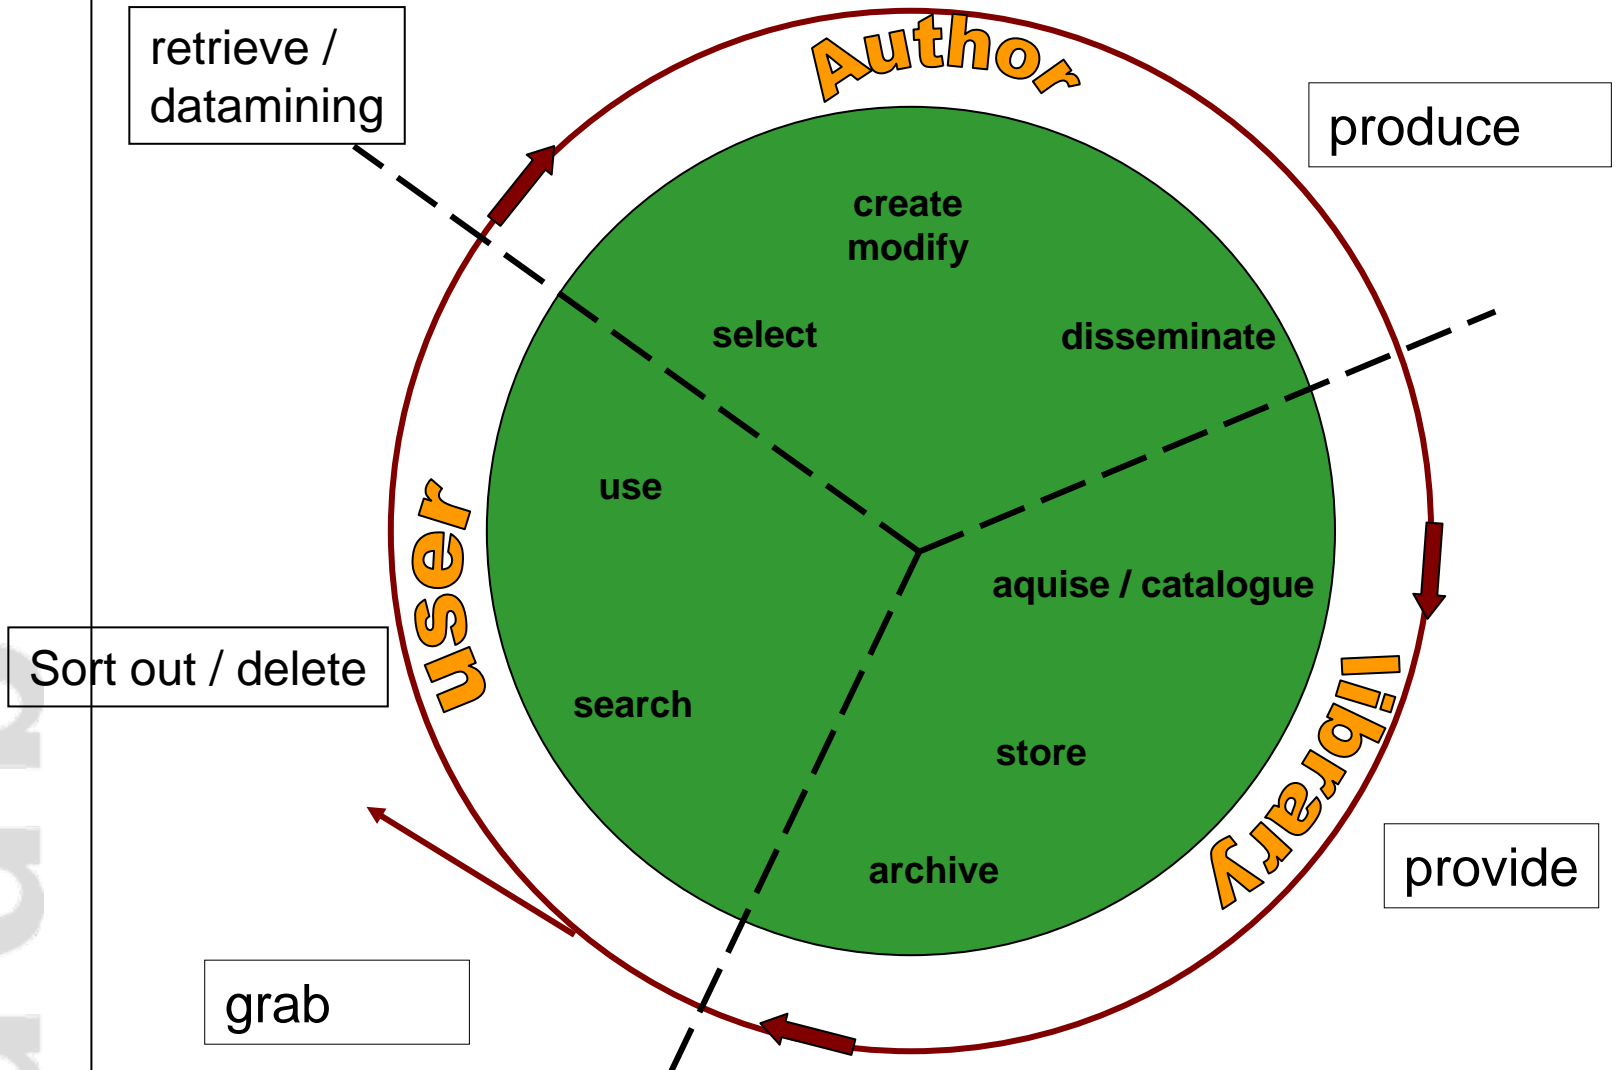 retrieve /
datamining
Author
produce
create
modify
select
disseminate
use
user
aquise / catalogue
Sort out / delete
search
library
store
archive
provide
grab